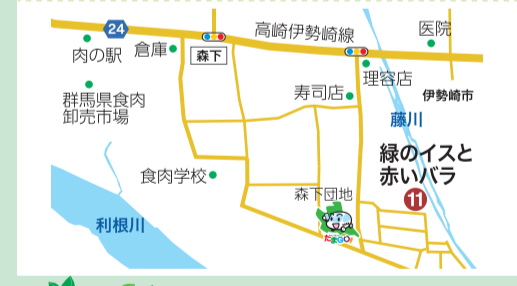 高崎伊勢崎線
医院
24
肉の駅
倉庫
森下
理容店
寿司店
伊勢崎市
群馬県食肉
卸売市場
藤川
緑のイスと
赤いバラ
11
食肉学校
森下団地
利根川
たまGO!